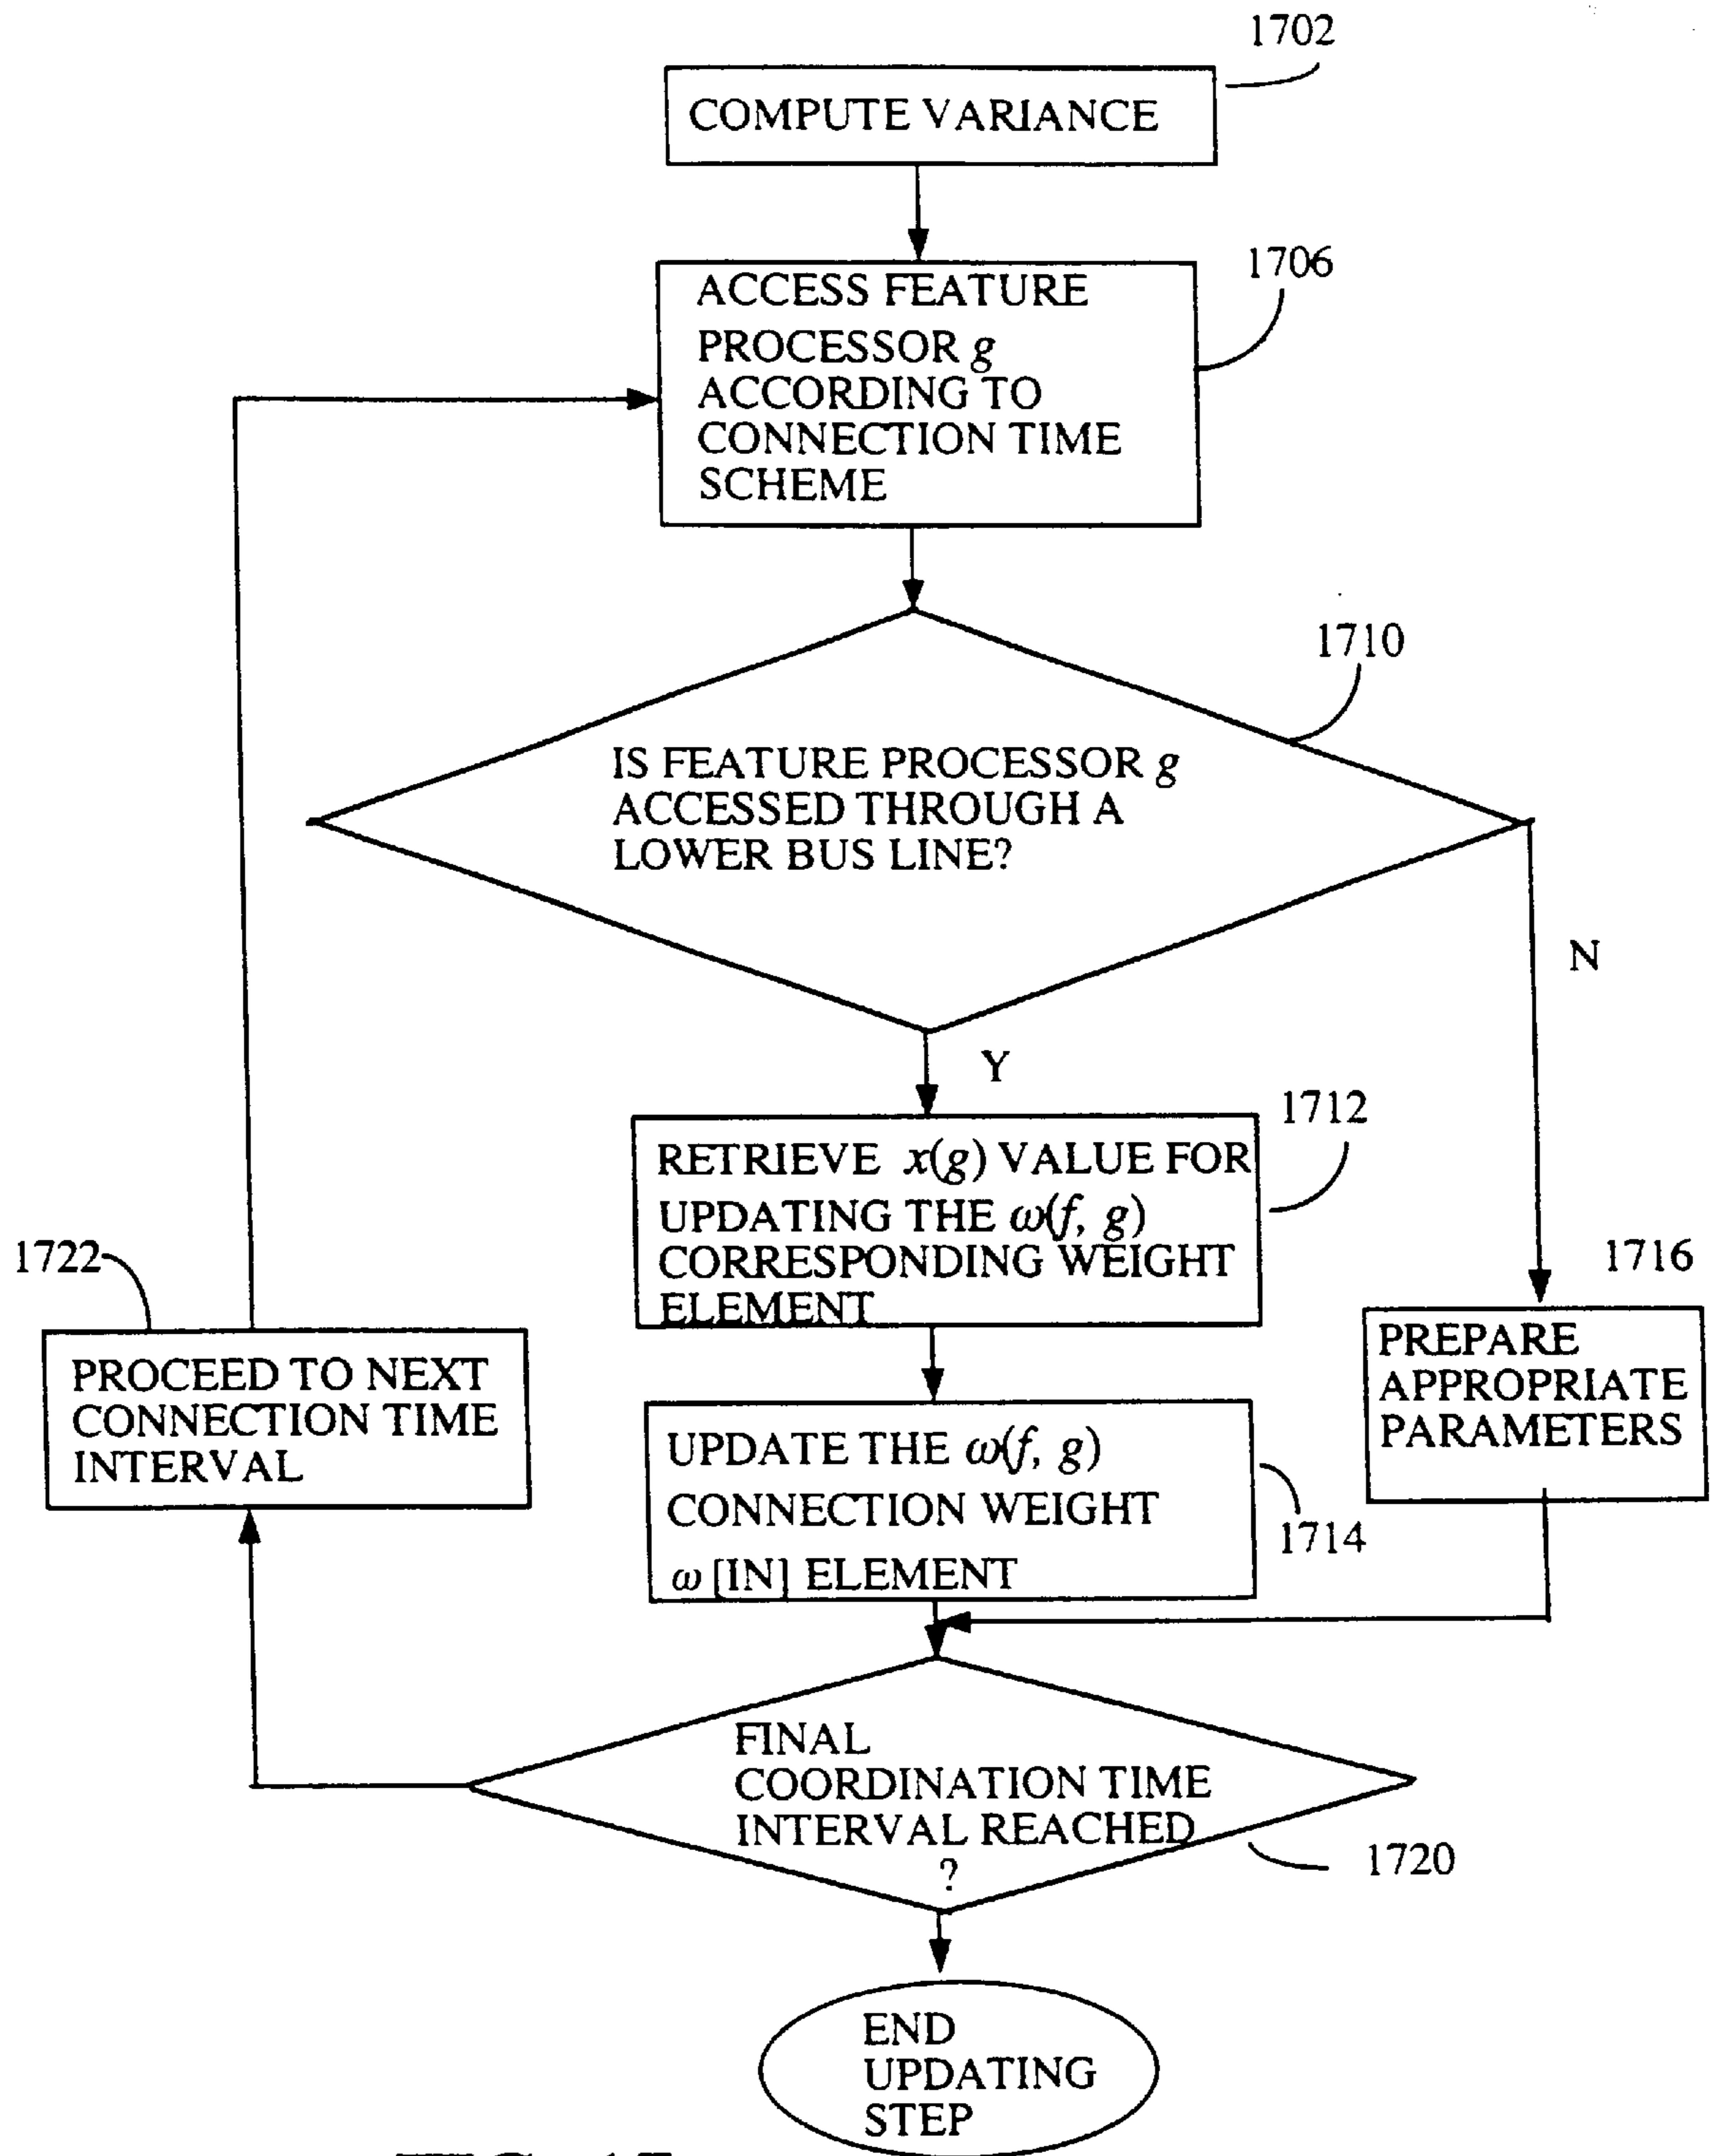 1702
COMPUTE VARIANCE
1706
ACCESS FEATURE
PROCESSOR g
ACCORDING TO
CONNECTION TIME
SCHEME
1710
IS FEATURE PROCESSOR g
ACCESSED THROUGH A
LOWER BUS LINE?
N
Y
1712
RETRIEVE x(g) VALUE FOR
UPDATING THE ω(f, g)
CORRESPONDING WEIGHT
ELEMENT
1716
PREPARE
APPROPRIATE
PARAMETERS
1722
PROCEED TO NEXT
CONNECTION TIME
INTERVAL
UPDATE THE ω(f, g)
CONNECTION WEIGHT
ω [IN] ELEMENT
1714
FINAL
COORDINATION TIME
INTERVAL REACHED
?
1720
END
UPDATING
STEP